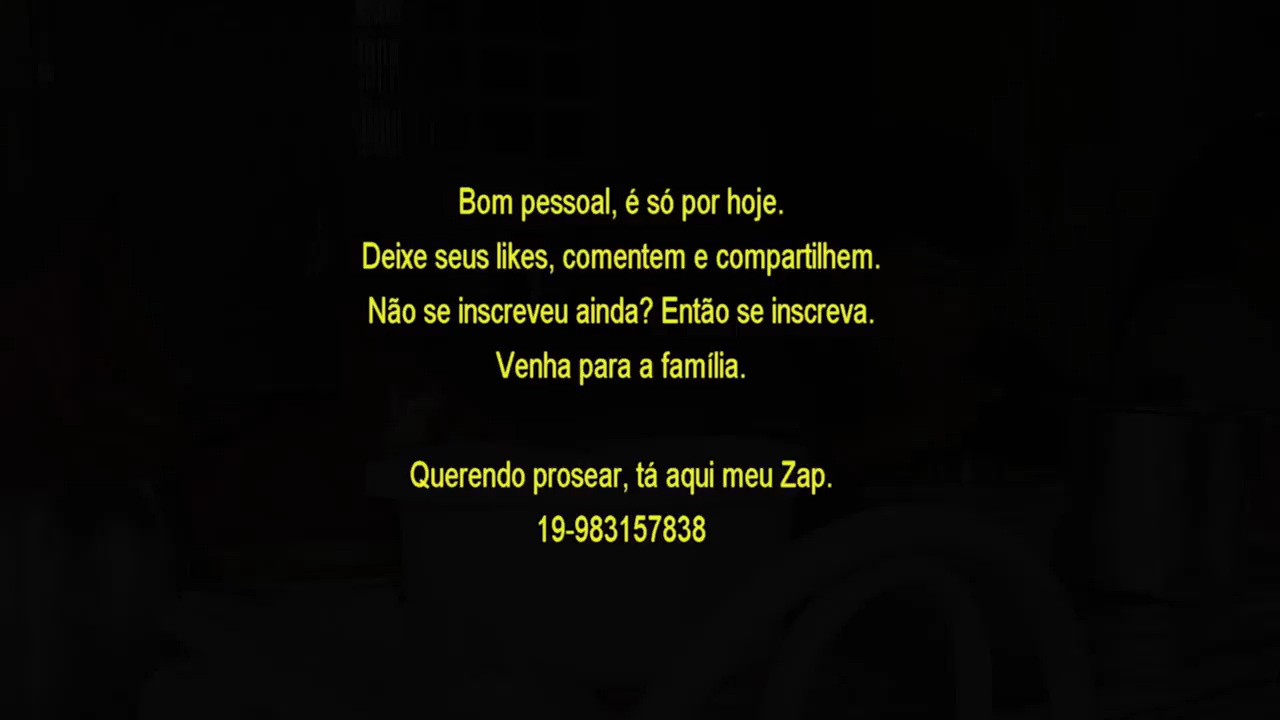 Bom pessoal, é só por hoje.
Deixe seus likes, comentem e compartilhem.
Não se inscreveu ainda? Então se inscreva.
Venha para a família.
Querendo prosear, tá aqui meu Zap.
19-983157838